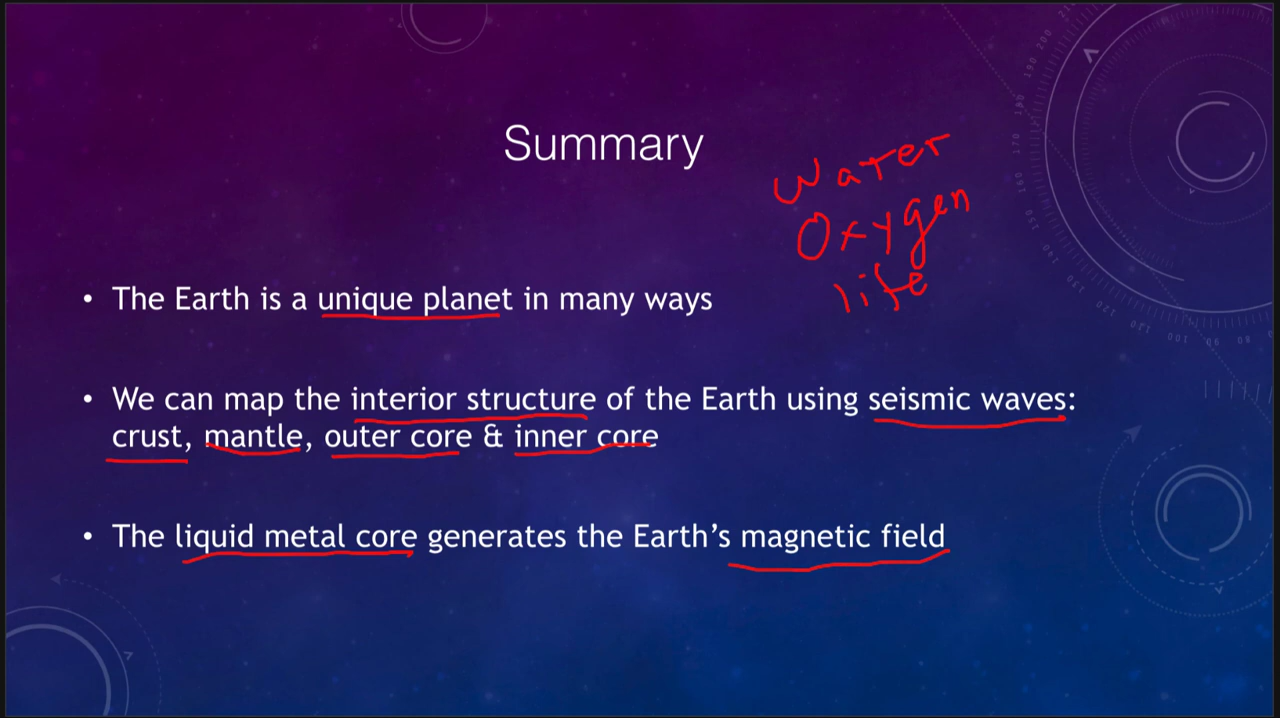 Summary
Water
Oxygen
life
• The Earth is a unique planet in many ways
• We can map the interior structure of the Earth using seismic waves:
crust, mantle, outer core & inner core
• The liquid metal core generates the Earth’s magnetic field